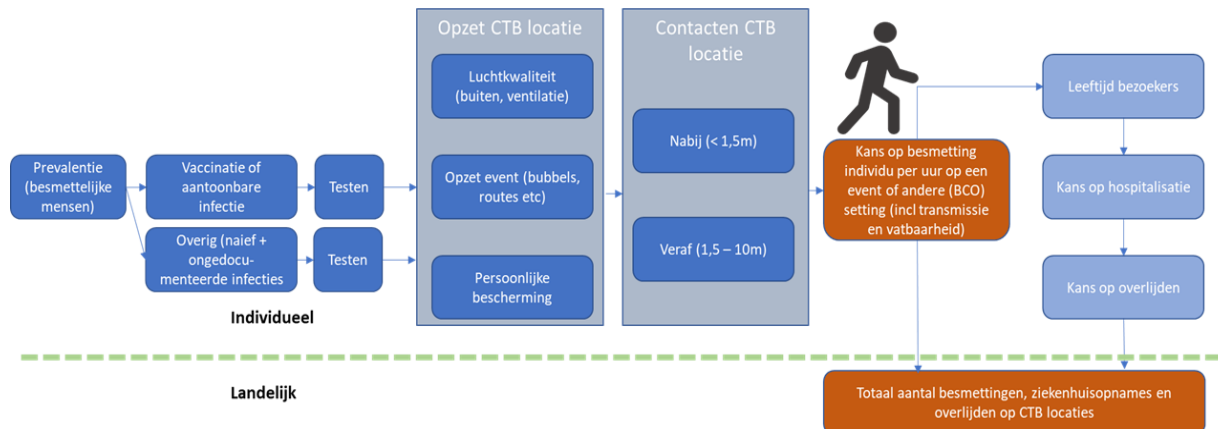 Prevalentie
(besmettelijke
mensen)
Vaccinatie of
aantoonbare
infectie
Testen
Overig (naief +
ongedocu-
menteerde infecties
Testen
Individueel
Opzet CTB locatie
Luchtkwaliteit
(buiten, ventilatie)
Opzet event (bubbels,
routes etc)
Persoonlijke
bescherming
Contacten CTB
locatie
Nabij (< 1,5m)
Veraf (1,5 – 10m)
Kans op besmetting
individu per uur op een
event of andere (BCO)
setting (incl transmissie
en vatbaarheid)
Leeftijd bezoekers
Kans op hospitalisatie
Kans op overlijden
Landelijk
Totaal aantal besmettingen, ziekenhuisopnames en
overlijden op CTB locaties